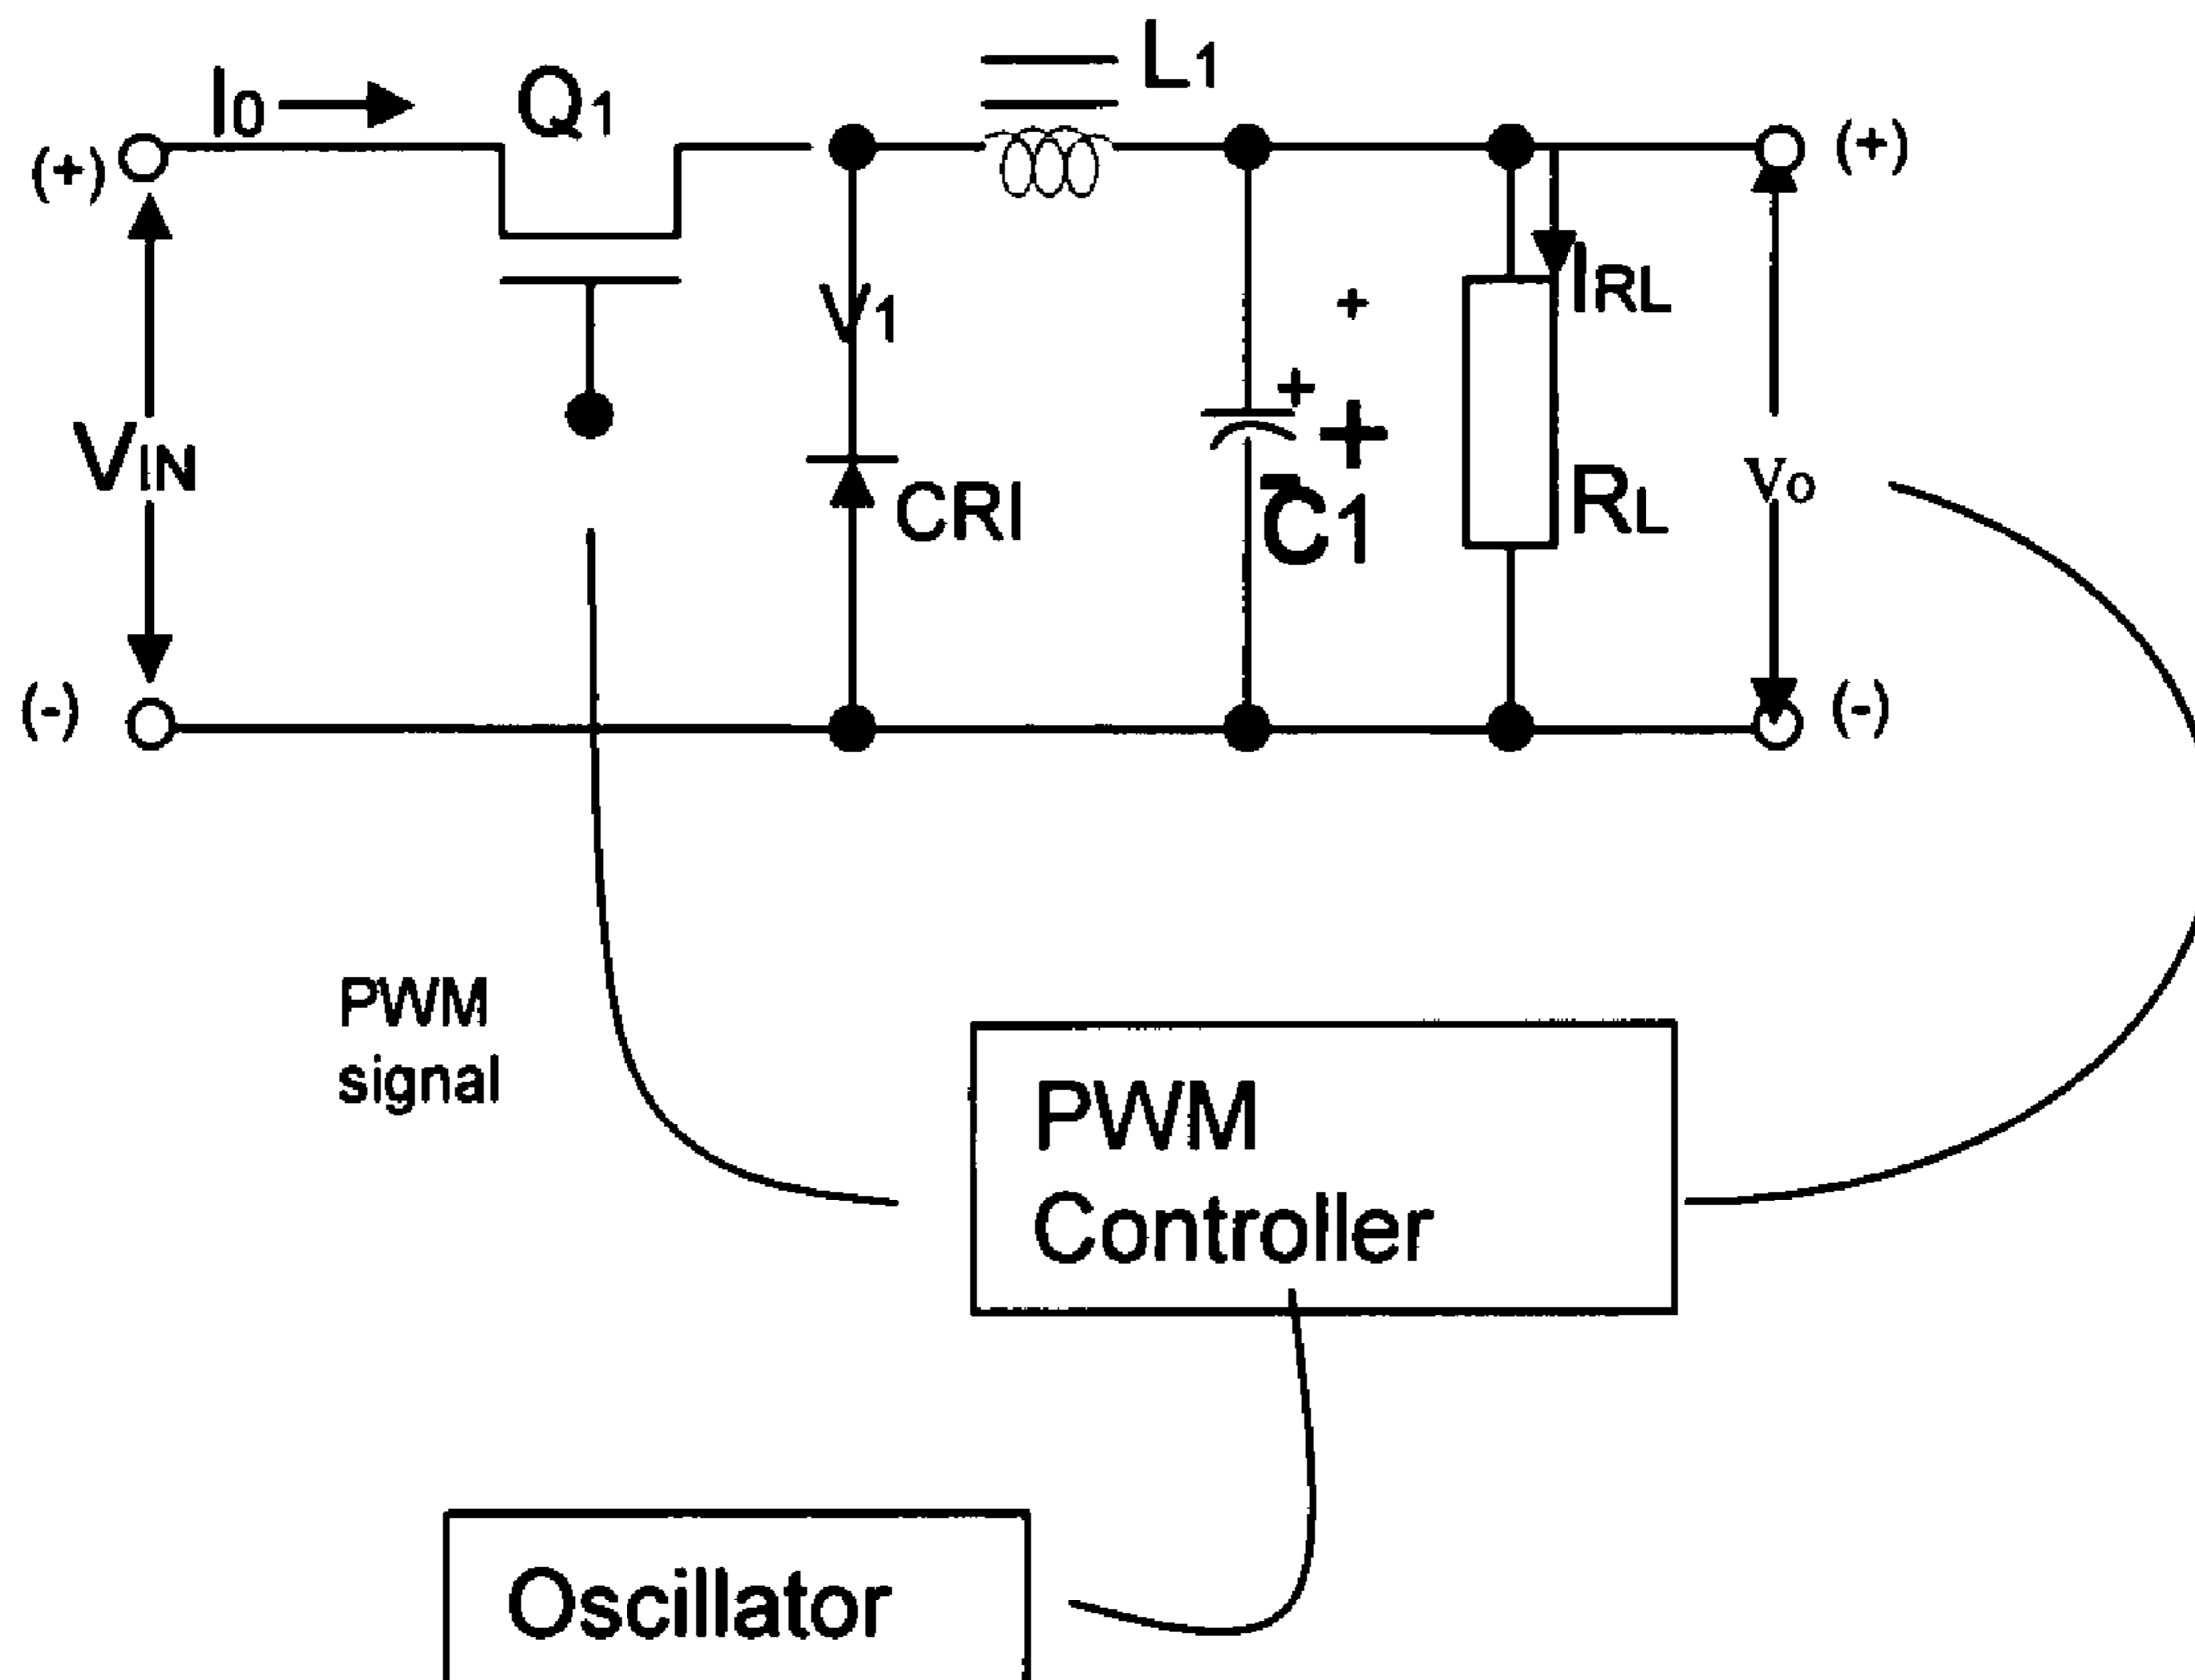 I0
Q1
L1
(+)
(+)
V1
+
IRL
+
+
VIN
CRI
C1
RL
Vo
(-)
(-)
PWM
signal
PWM
Controller
Oscillator